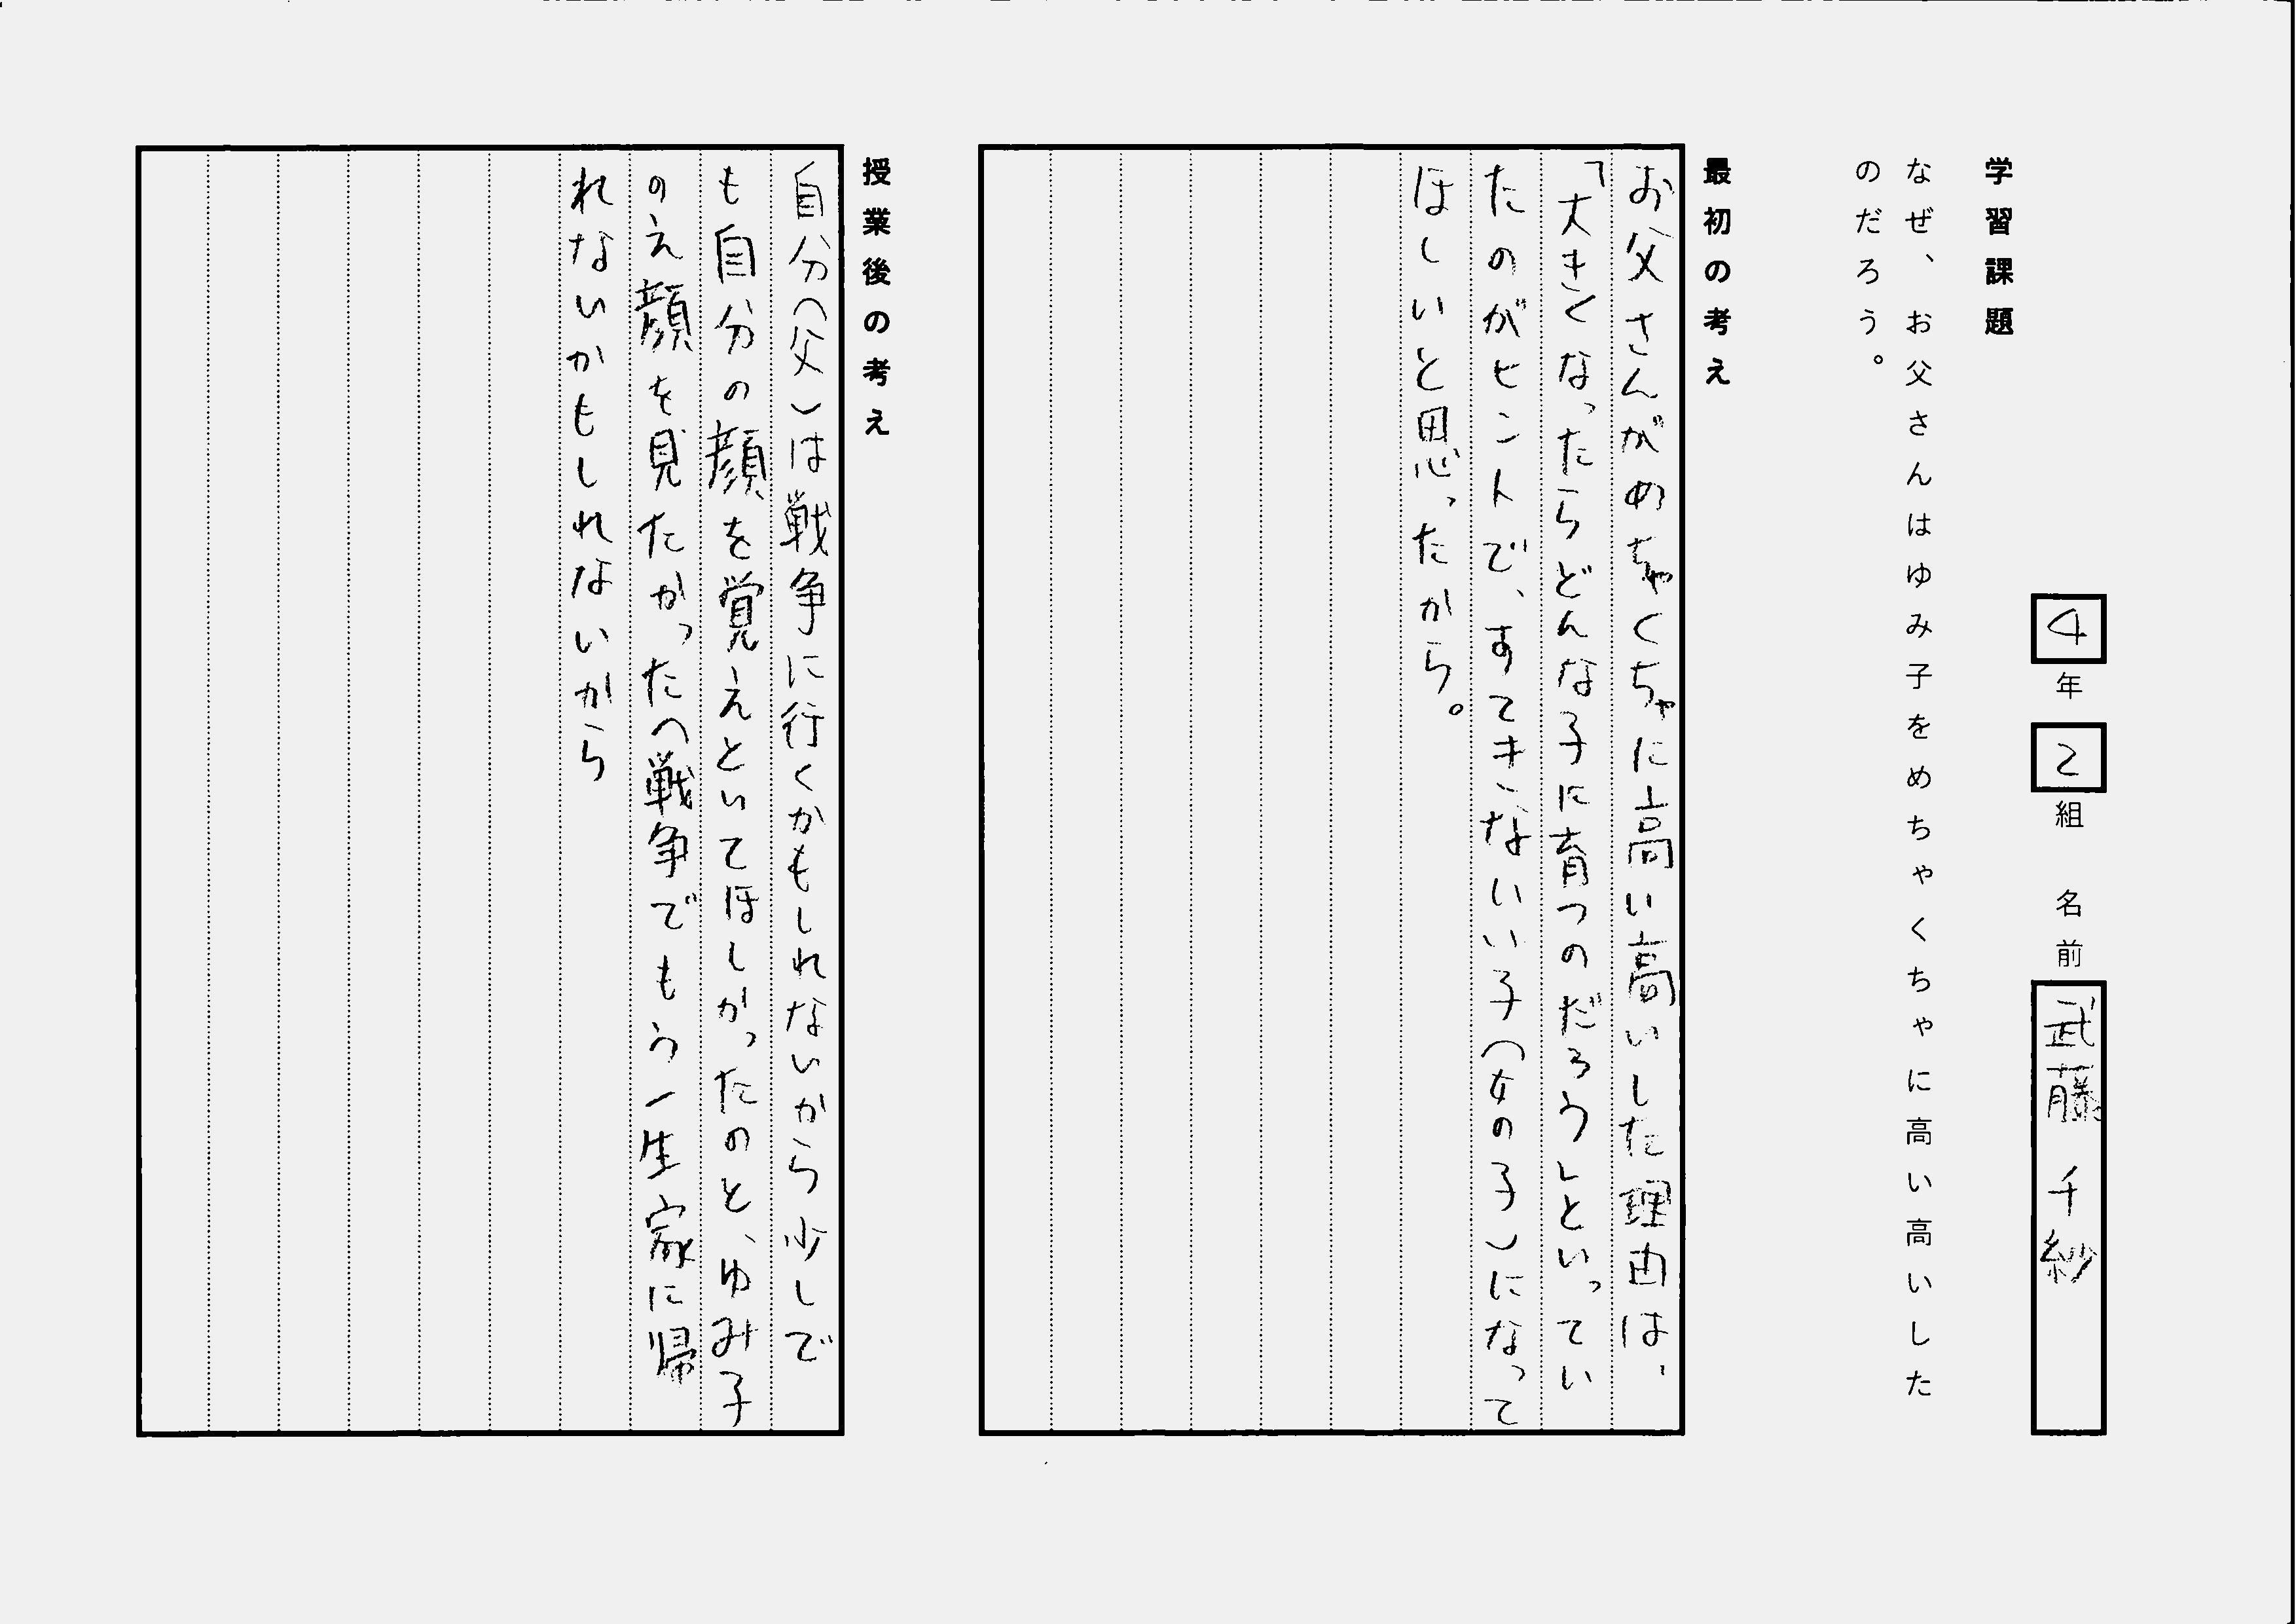 4年2組 名前 武藤 千紗
学習課題
なぜ、お父さんはゆみ子をめちゃくちゃに高い高いした
のだろう。
最初の考え
お父さんがめちゃくちゃに高い高いした理由は、
「大きくなったらどんな子に育つのだろう」といってい
たのがヒントで、すてきないい子(女の子)になって
ほしいと思ったから。
授業後の考え
自分(父)は戦争に行くかもしれないから少しで
も自分の顔を覚えといてほしかったのと、ゆみ子
のえ顔を見たかった(戦争でもう一生家に帰
れないかもしれないから